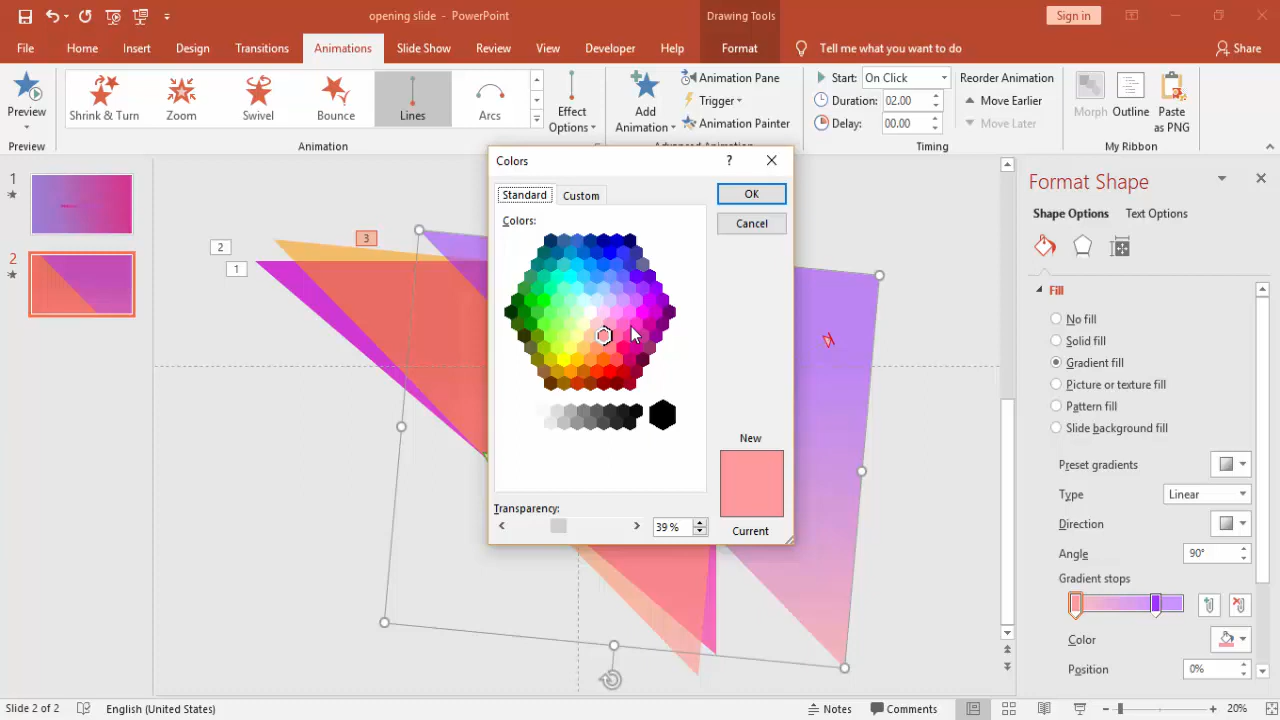 opening slide - PowerPoint
Drawing Tools
Sign in
File Home Insert Design Transitions Animations Slide Show Review View Developer Help Format Tell me what you want to do Share
Preview
Shrink & Turn
Zoom
Swivel
Bounce
Lines
Arcs
Effect
Options
Add
Animation
Animation Pane
Trigger
Animation Painter
Start: On Click
Duration: 02.00
Delay: 00.00
Reorder Animation
Move Earlier
Move Later
Morph
Outline
Paste
as PNG
Preview
Animation
Timing
My Ribbon
1
2
2
1
3
Colors
?
Standard
Custom
OK
Cancel
Colors:
New
Current
Transparency:
39 %
Format Shape
Shape Options Text Options
Fill
No fill
Solid fill
Gradient fill
Picture or texture fill
Pattern fill
Slide background fill
Preset gradients
Type Linear
Direction
Angle 90°
Gradient stops
Color
Position 0%
Slide 2 of 2
English (United States)
Notes
Comments
20%